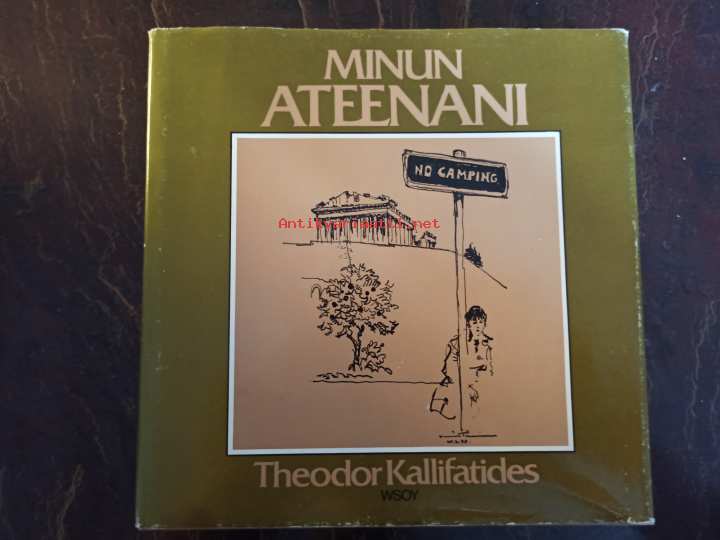 MINUN
ATEENANI
NO CAMPING
Antikvariaatti.net
Theodor Kallifatides
WSOY